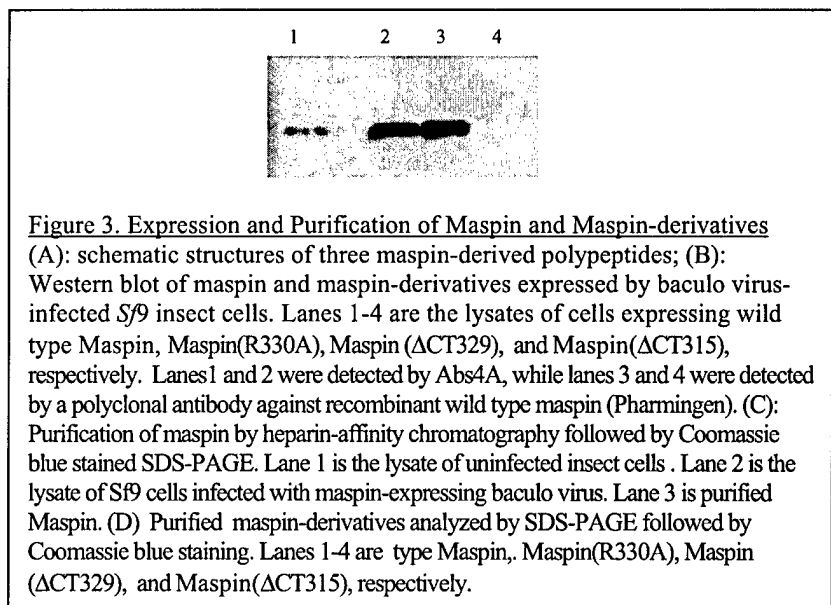 1 2 3 4
Figure 3. Expression and Purification of Maspin and Maspin-derivatives
(A): schematic structures of three maspin-derived polypeptides; (B):
Western blot of maspin and maspin-derivatives expressed by baculo virus-
infected Sf9 insect cells. Lanes 1-4 are the lysates of cells expressing wild
type Maspin, Maspin(R330A), Maspin (ΔCT329), and Maspin(ΔCT315),
respectively. Lanes1 and 2 were detected by Abs4A, while lanes 3 and 4 were detected
by a polyclonal antibody against recombinant wild type maspin (Pharmingen). (C):
Purification of maspin by heparin-affinity chromatography followed by Coomassie
blue stained SDS-PAGE. Lane 1 is the lysate of uninfected insect cells . Lane 2 is the
lysate of Sf9 cells infected with maspin-expressing baculo virus. Lane 3 is purified
Maspin. (D) Purified maspin-derivatives analyzed by SDS-PAGE followed by
Coomassie blue staining. Lanes 1-4 are type Maspin,. Maspin(R330A), Maspin
(ΔCT329), and Maspin(ΔCT315), respectively.